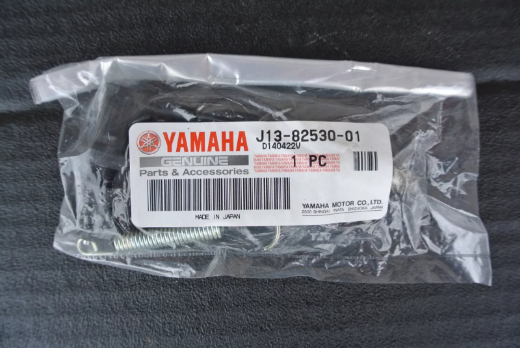 YAMAHA J13-82530-01
D140422V
GENUINE
Parts & Accessories
1 PC
MADE IN JAPAN
YAMAHA MOTOR CO., LTD.